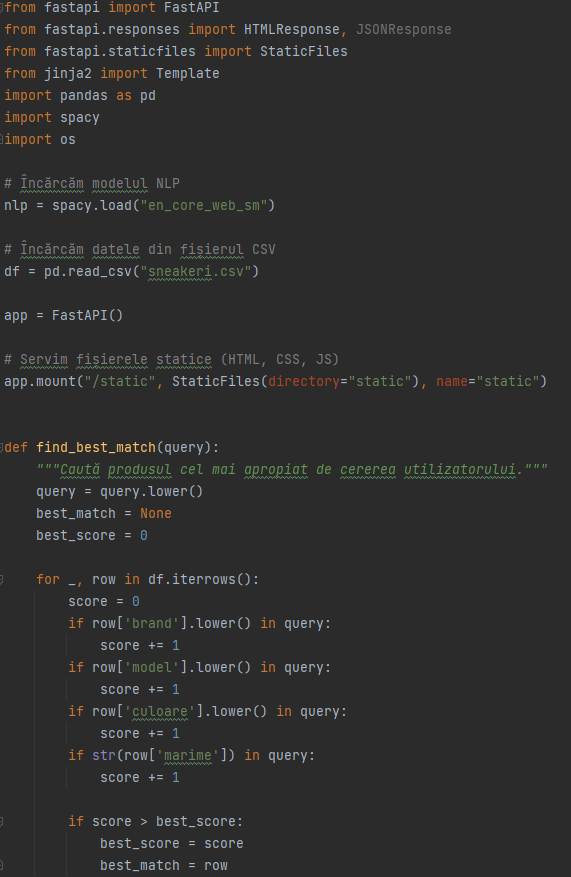 from fastapi import FastAPI
from fastapi.responses import HTMLResponse, JSONResponse
from fastapi.staticfiles import StaticFiles
from jinja2 import Template
import pandas as pd
import spacy
import os
# Încărcăm modelul NLP
nlp = spacy.load("en_core_web_sm")
# Încărcăm datele din fișierul CSV
df = pd.read_csv("sneakeri.csv")
app = FastAPI()
# Servim fișierele statice (HTML, CSS, JS)
app.mount("/static", StaticFiles(directory="static"), name="static")
def find_best_match(query):
    """Caută produsul cel mai apropiat de cererea utilizatorului."""
    query = query.lower()
    best_match = None
    best_score = 0
    for _, row in df.iterrows():
        score = 0
        if row['brand'].lower() in query:
            score += 1
        if row['model'].lower() in query:
            score += 1
        if row['culoare'].lower() in query:
            score += 1
        if str(row['marime']) in query:
            score += 1
        if score > best_score:
            best_score = score
            best_match = row